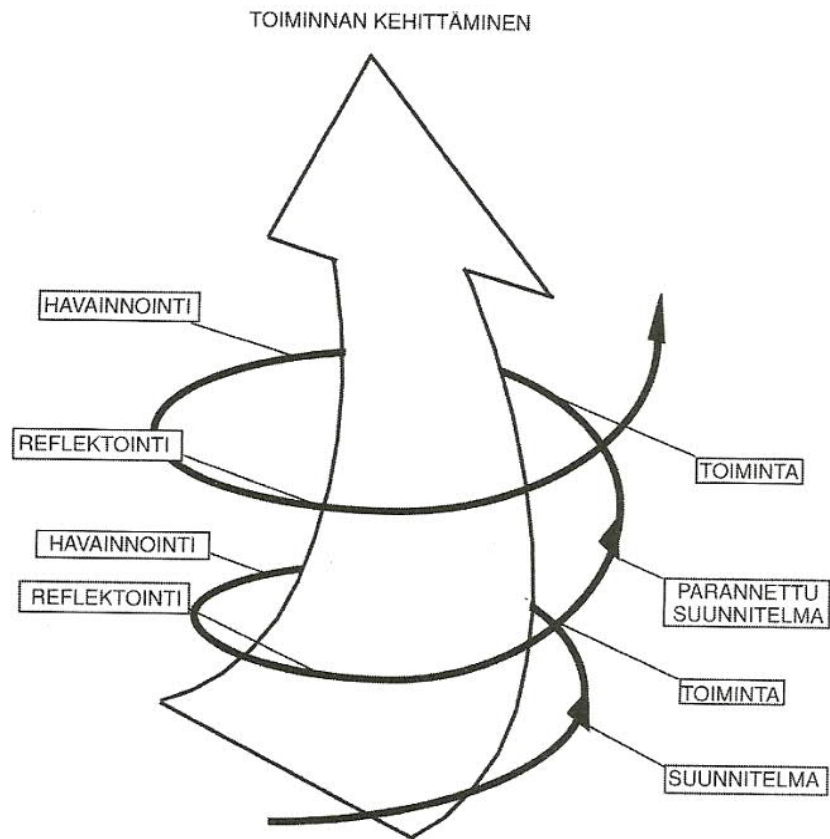 TOIMINNAN KEHITTÄMINEN
HAVAINNOINTI
REFLEKTOINTI
TOIMINTA
HAVAINNOINTI
REFLEKTOINTI
PARANNETTU
SUUNNITELMA
TOIMINTA
SUUNNITELMA